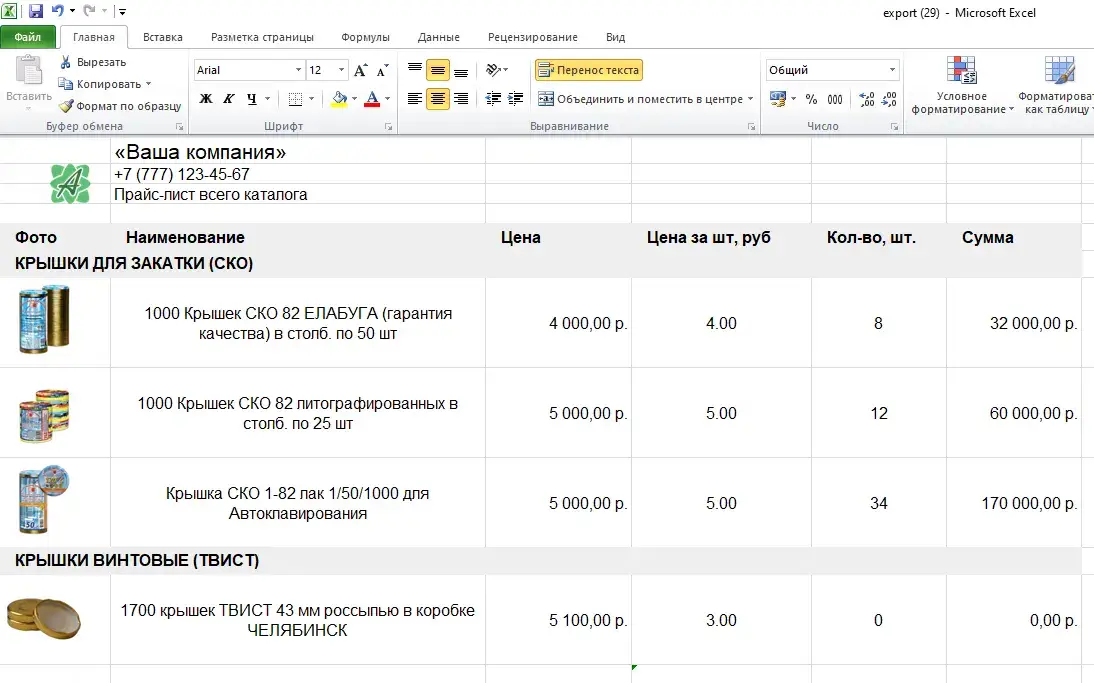 export (29) - Microsoft Excel
Файл Главная Вставка Разметка страницы Формулы Данные Рецензирование Вид
Вставить
Вырезать
Копировать
Формат по образцу
Буфер обмена
Arial 12
Ж К Ч
Шрифт
Перенос текста
Объединить и поместить в центре
Выравнивание
Общий
% 000
Число
Условное
форматирование
Форматирова
как таблицу
«Ваша компания»
+7 (777) 123-45-67
Прайс-лист всего каталога
Фото Наименование Цена Цена за шт, руб Кол-во, шт. Сумма
КРЫШКИ ДЛЯ ЗАКАТКИ (СКО)
1000 Крышек СКО 82 ЕЛАБУГА (гарантия
качества) в столб. по 50 шт
4 000,00 р. 4.00 8 32 000,00 р.
1000 Крышек СКО 82 литографированных в
столб. по 25 шт
5 000,00 р. 5.00 12 60 000,00 р.
Крышка СКО 1-82 лак 1/50/1000 для
Автоклавирования
5 000,00 р. 5.00 34 170 000,00 р.
КРЫШКИ ВИНТОВЫЕ (ТВИСТ)
1700 крышек ТВИСТ 43 мм россыпью в коробке
ЧЕЛЯБИНСК
5 100,00 р. 3.00 0 0,00 р.